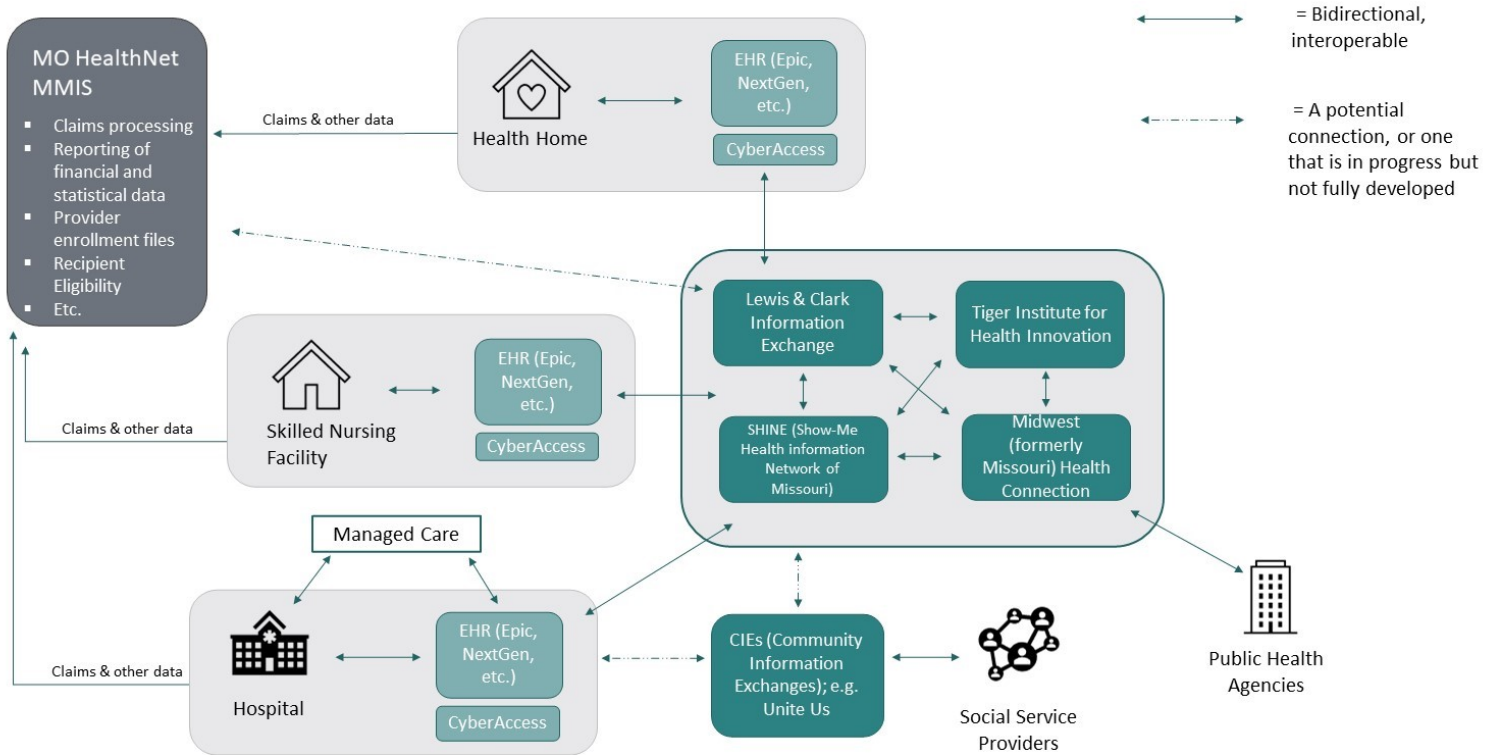 MO HealthNet
MMIS
▪ Claims processing
▪ Reporting of
financial and
statistical data
▪ Provider
enrollment files
▪ Recipient
Eligibility
▪ Etc.
Claims & other data
Health Home
EHR (Epic,
NextGen,
etc.)
CyberAccess
= Bidirectional,
interoperable
= A potential
connection, or one
that is in progress but
not fully developed
Claims & other data
Skilled Nursing
Facility
EHR (Epic,
NextGen,
etc.)
CyberAccess
Lewis & Clark
Information
Exchange
Tiger Institute for
Health Innovation
SHINE (Show-Me
Health information
Network of
Missouri)
Midwest
(formerly
Missouri) Health
Connection
Managed Care
Claims & other data
Hospital
EHR (Epic,
NextGen,
etc.)
CyberAccess
CIEs (Community
Information
Exchanges); e.g.
Unite Us
Social Service
Providers
Public Health
Agencies